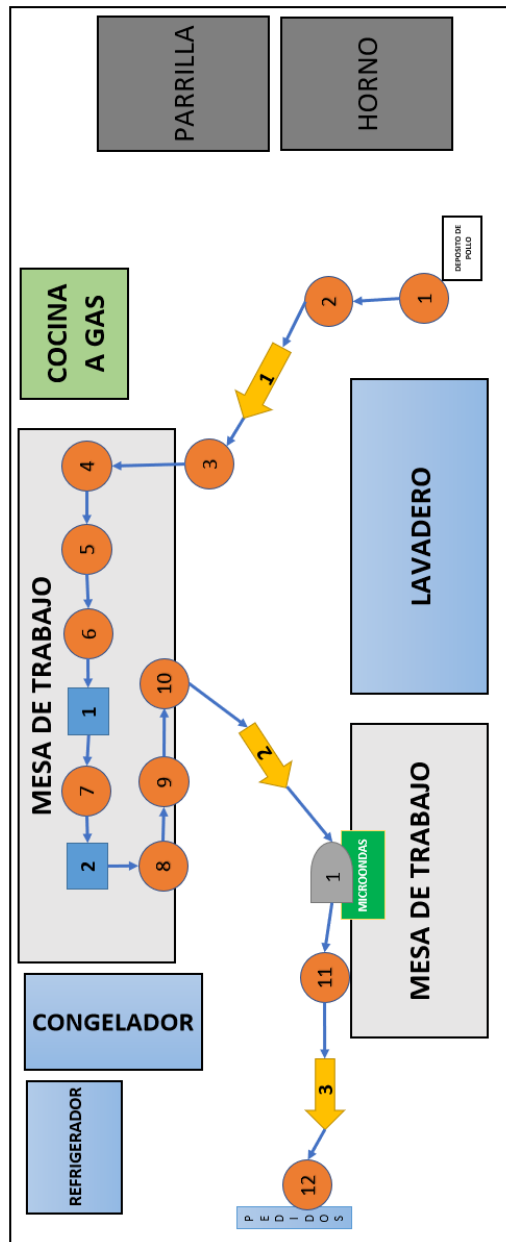 PARRILLA
HORNO
DEPOSITO DE
POLLO
COCINA
A GAS
1
2
1
3
MESA DE TRABAJO
4
5
6
1
7
2
8
9
10
LAVADERO
2
1
MICROONDAS
MESA DE TRABAJO
11
CONGELADOR
3
REFRIGERADOR
12
PEDIDOS